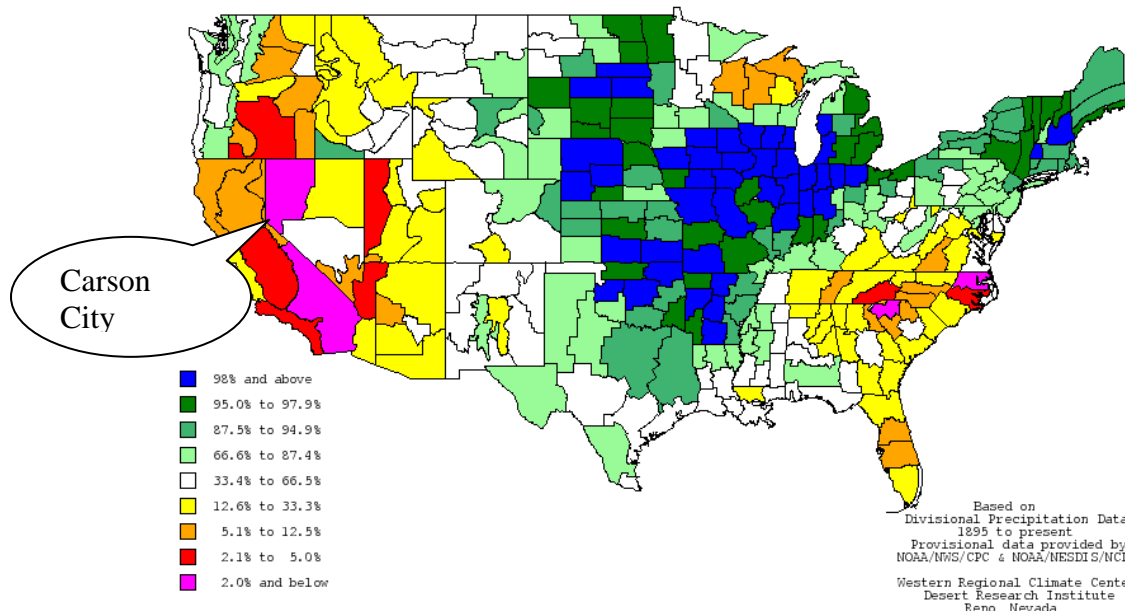 Carson
City
98% and above
95.0% to 97.9%
87.5% to 94.9%
66.6% to 87.4%
33.4% to 66.5%
12.6% to 33.3%
5.1% to 12.5%
2.1% to 5.0%
2.0% and below
Based on
Divisional Precipitation Data
1895 to present
Provisional data provided by
NOAA/NWS/CPC & NOAA/NESDIS/NCD
Western Regional Climate Center
Desert Research Institute
Reno, Nevada